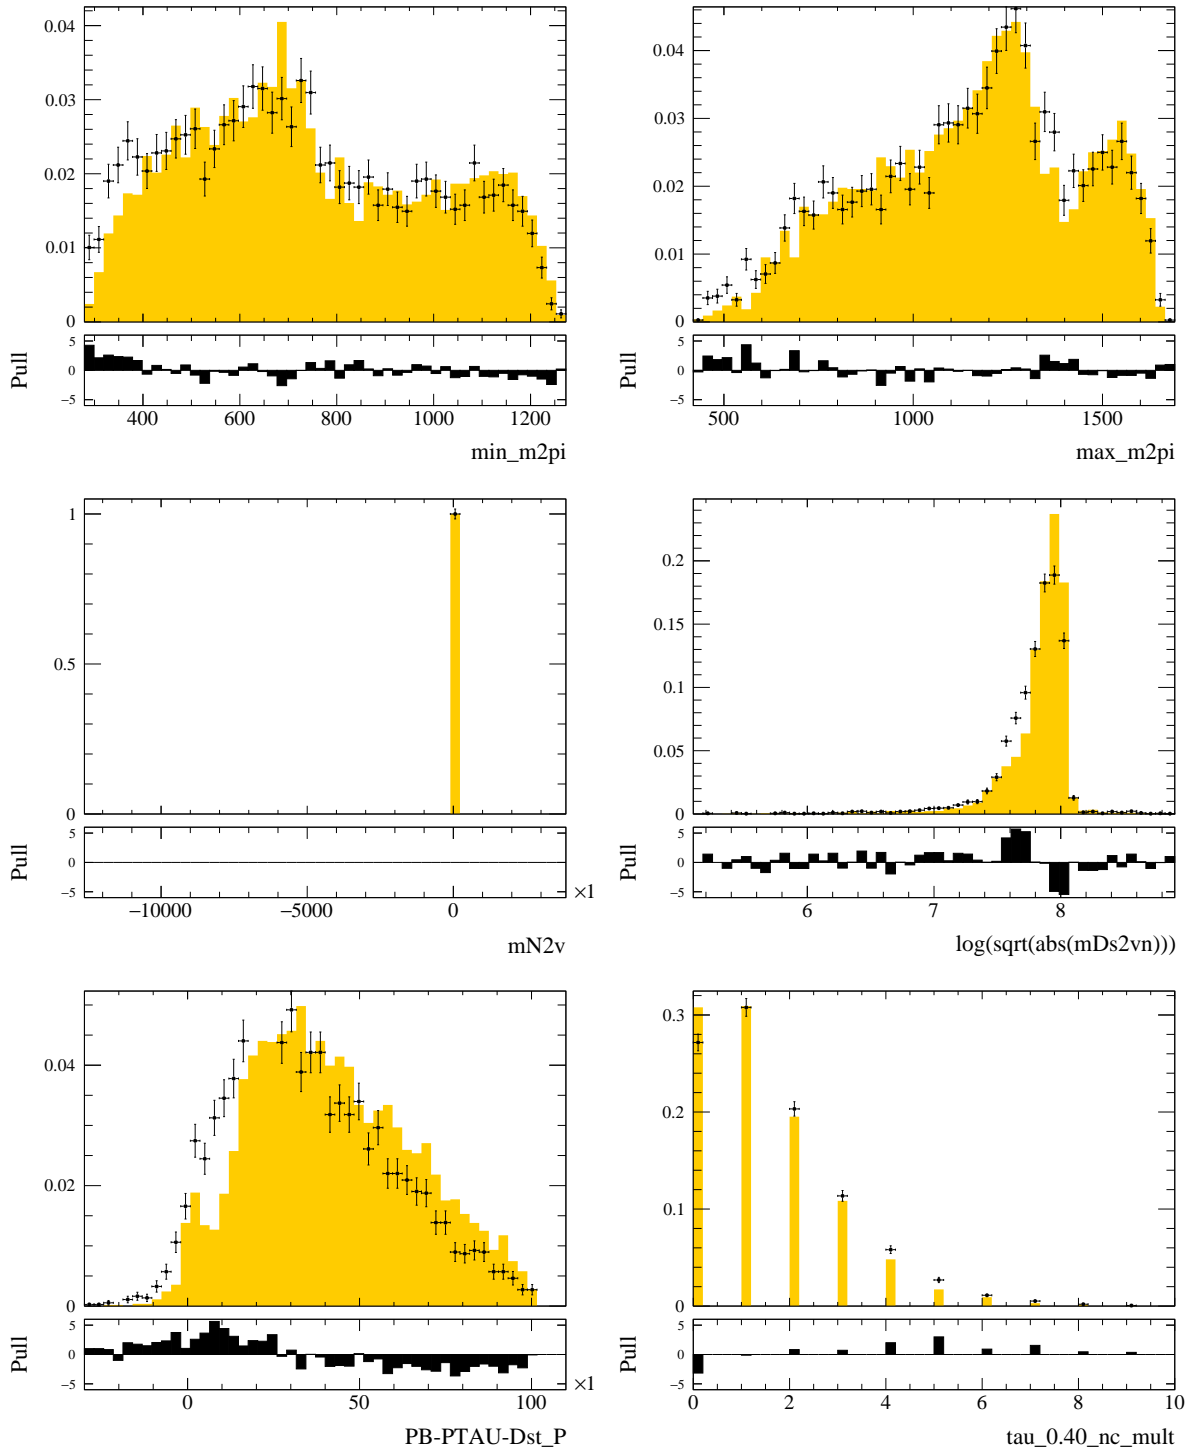 0.04
0.03
0.02
0.01
0
Pull
5
0
−5
400 600 800 1000 1200
min_m2pi
0.04
0.03
0.02
0.01
0
Pull
5
0
−5
500 1000 1500
max_m2pi
1
0.5
0
Pull
5
0
−5
−10000 −5000 0 ×1
mN2v
0.2
0.15
0.1
0.05
0
Pull
5
0
−5
6 7 8
log(sqrt(abs(mDs2vn)))
0.04
0.02
0
Pull
5
0
−5
0 50 100 ×1
PB-PTAU-Dst_P
0.3
0.2
0.1
0
Pull
5
0
−5
0 2 4 6 8 10
tau_0.40_nc_mult